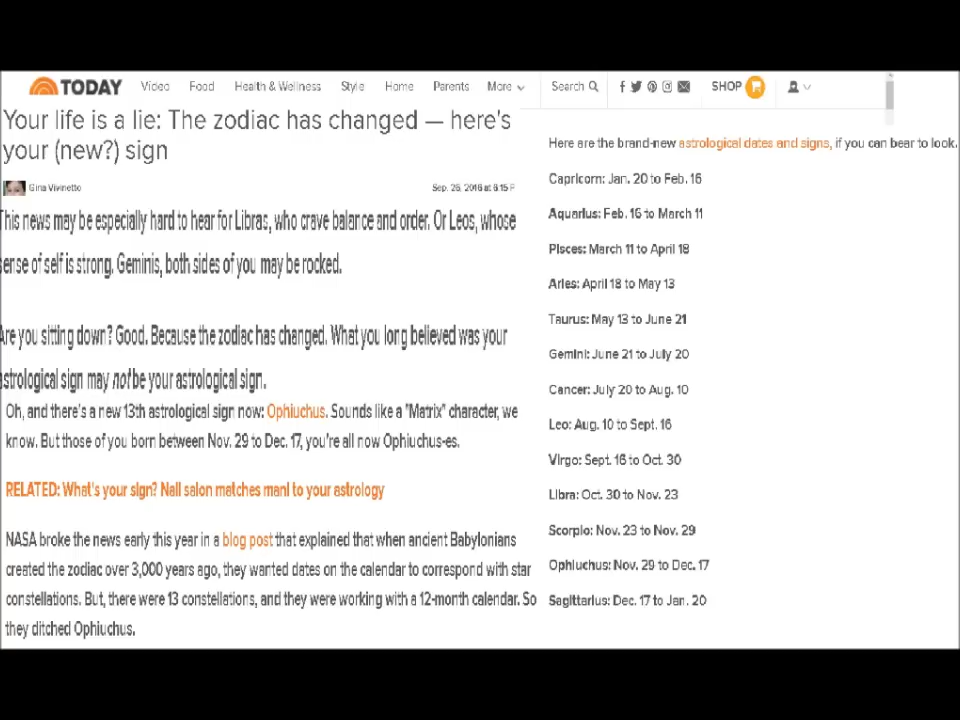 TODAY Video Food Health & Wellness Style Home Parents More Search SHOP
Your life is a lie: The zodiac has changed — here's
your (new?) sign
Gina Vivinetto Sep. 26, 2016 at 6:15 P
This news may be especially hard to hear for Libras, who crave balance and order. Or Leos, whose
sense of self is strong. Geminis, both sides of you may be rocked.
Are you sitting down? Good. Because the zodiac has changed. What you long believed was your
astrological sign may not be your astrological sign.
Oh, and there's a new 13th astrological sign now: Ophiuchus. Sounds like a "Matrix" character, we
know. But those of you born between Nov. 29 to Dec. 17, you're all now Ophiuchus-es.
RELATED: What's your sign? Nail salon matches mani to your astrology
NASA broke the news early this year in a blog post that explained that when ancient Babylonians
created the zodiac over 3,000 years ago, they wanted dates on the calendar to correspond with star
constellations. But, there were 13 constellations, and they were working with a 12-month calendar. So
they ditched Ophiuchus.
Here are the brand-new astrological dates and signs, if you can bear to look.
Capricorn: Jan. 20 to Feb. 16
Aquarius: Feb. 16 to March 11
Pisces: March 11 to April 18
Aries: April 18 to May 13
Taurus: May 13 to June 21
Gemini: June 21 to July 20
Cancer: July 20 to Aug. 10
Leo: Aug. 10 to Sept. 16
Virgo: Sept. 16 to Oct. 30
Libra: Oct. 30 to Nov. 23
Scorpio: Nov. 23 to Nov. 29
Ophiuchus: Nov. 29 to Dec. 17
Sagittarius: Dec. 17 to Jan. 20